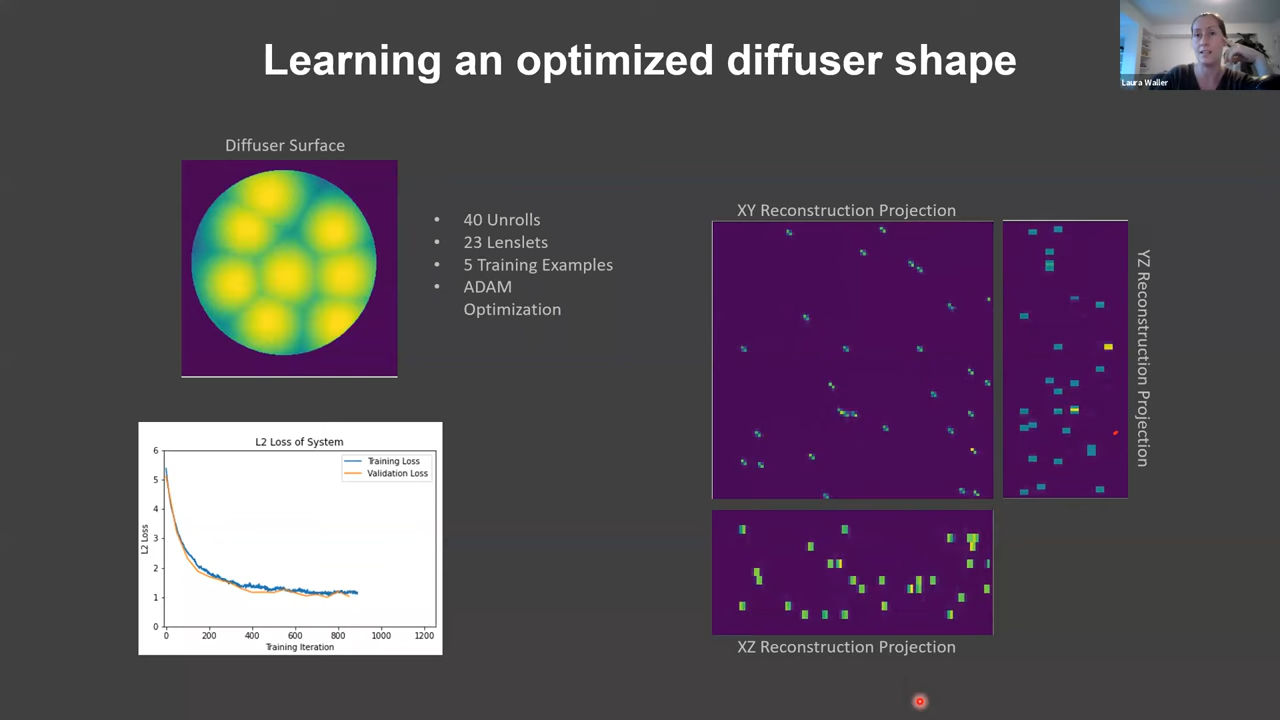 Learning an optimized diffuser shape
Laura Waller
Diffuser Surface
• 40 Unrolls
• 23 Lenslets
• 5 Training Examples
• ADAM
Optimization
L2 Loss of System
Training Loss
Validation Loss
L2 Loss
6
5
4
3
2
1
0
0 200 400 600 800 1000 1200
Training Iteration
XY Reconstruction Projection
YZ Reconstruction Projection
XZ Reconstruction Projection